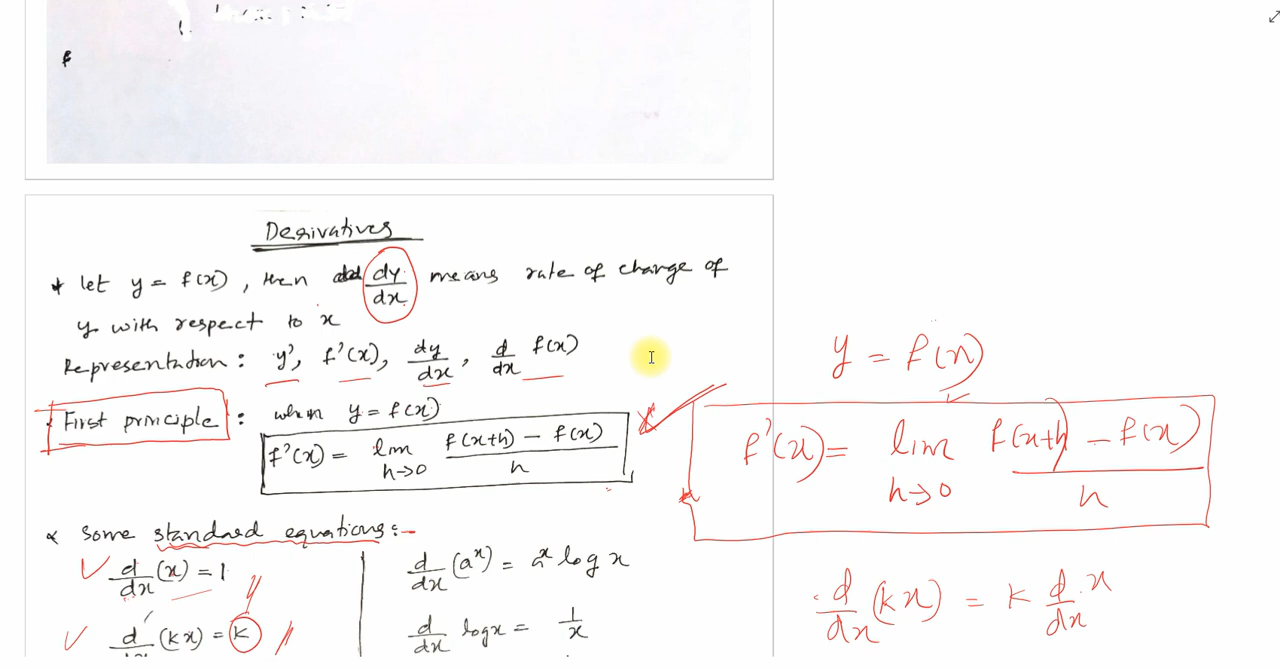 Derivatives
* let y = f(x), then dy/dx means rate of change of
y with respect to x
Representation : y', f'(x), dy/dx, d/dx f(x)
First principle : when y = f(x)
f'(x) = lim h→0 f(x+h) - f(x) / h
y = f(x)
f'(x) = lim h→0 f(x+h) - f(x) / h
* Some standard equations :-
d/dx (x) = 1
d/dx (kx) = k
d/dx (a^x) = a^x log x
d/dx log x = 1/x
d/dx (kx) = k d/dx x